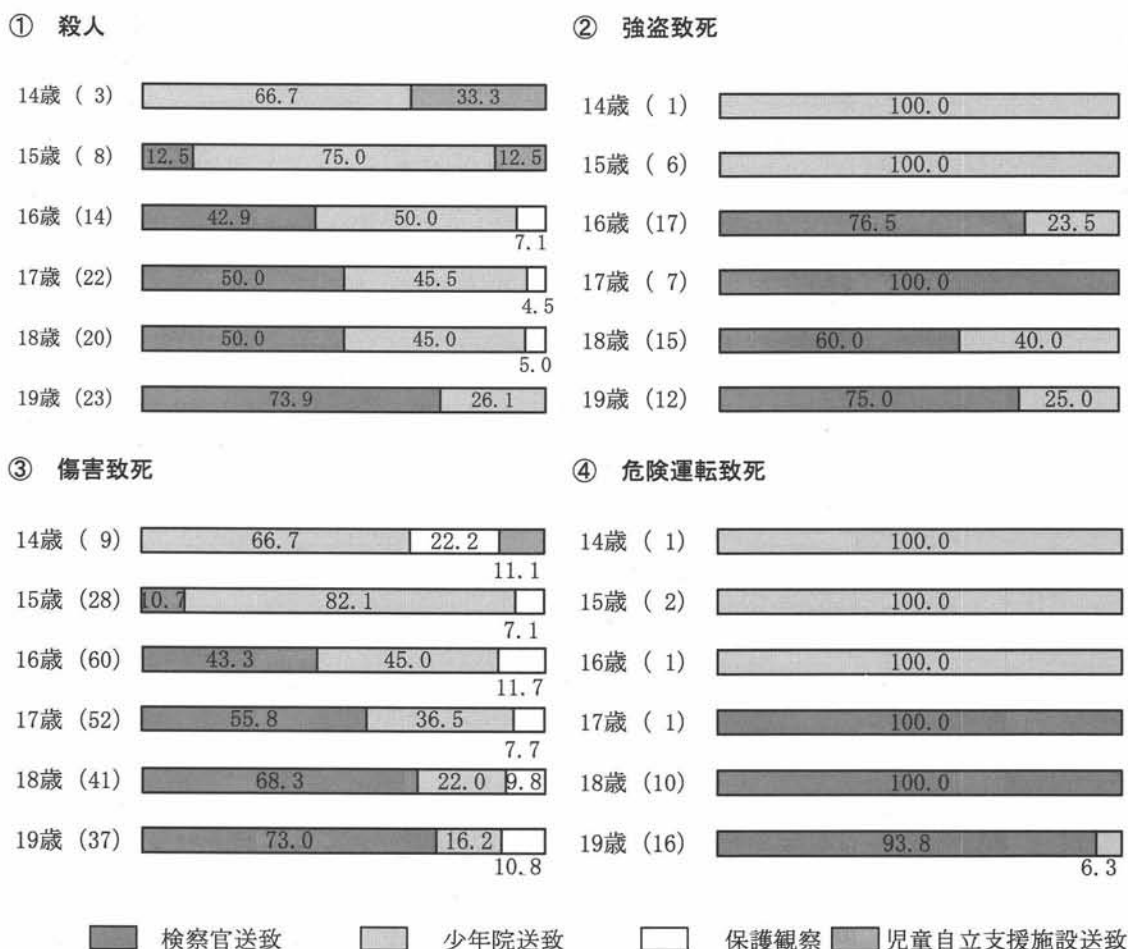 ① 殺人
14歳 ( 3) 66.7 33.3
15歳 ( 8) 12.5 75.0 12.5
16歳 (14) 42.9 50.0
7.1
17歳 (22) 50.0 45.5
4.5
18歳 (20) 50.0 45.0
5.0
19歳 (23) 73.9 26.1
② 強盗致死
14歳 ( 1) 100.0
15歳 ( 6) 100.0
16歳 (17) 76.5 23.5
17歳 ( 7) 100.0
18歳 (15) 60.0 40.0
19歳 (12) 75.0 25.0
③ 傷害致死
14歳 ( 9) 66.7 22.2
11.1
15歳 (28) 10.7 82.1
7.1
16歳 (60) 43.3 45.0
11.7
17歳 (52) 55.8 36.5
7.7
18歳 (41) 68.3 22.0 9.8
19歳 (37) 73.0 16.2
10.8
④ 危険運転致死
14歳 ( 1) 100.0
15歳 ( 2) 100.0
16歳 ( 1) 100.0
17歳 ( 1) 100.0
18歳 (10) 100.0
19歳 (16) 93.8
6.3
検察官送致 少年院送致 保護観察 児童自立支援施設送致